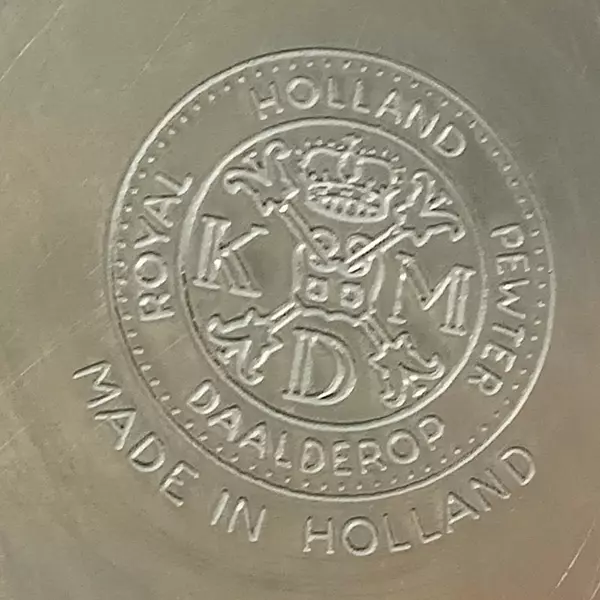 ROYAL
HOLLAND
PEWTER
DAALDEROP
K M
D
MADE IN HOLLAND